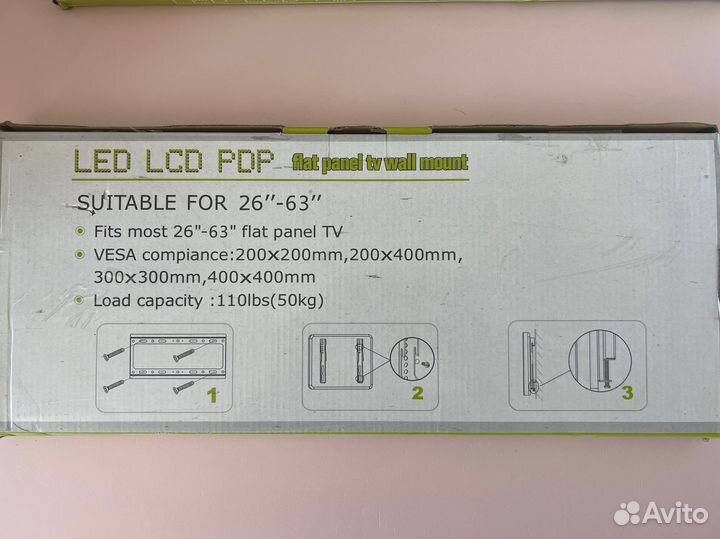 LED LCD PDP flat panel tv wall mount
SUITABLE FOR 26"-63"
Fits most 26"-63" flat panel TV
VESA compiance:200x200mm,200x400mm,
300x300mm,400x400mm
Load capacity :110lbs(50kg)
1
2
3
Avito